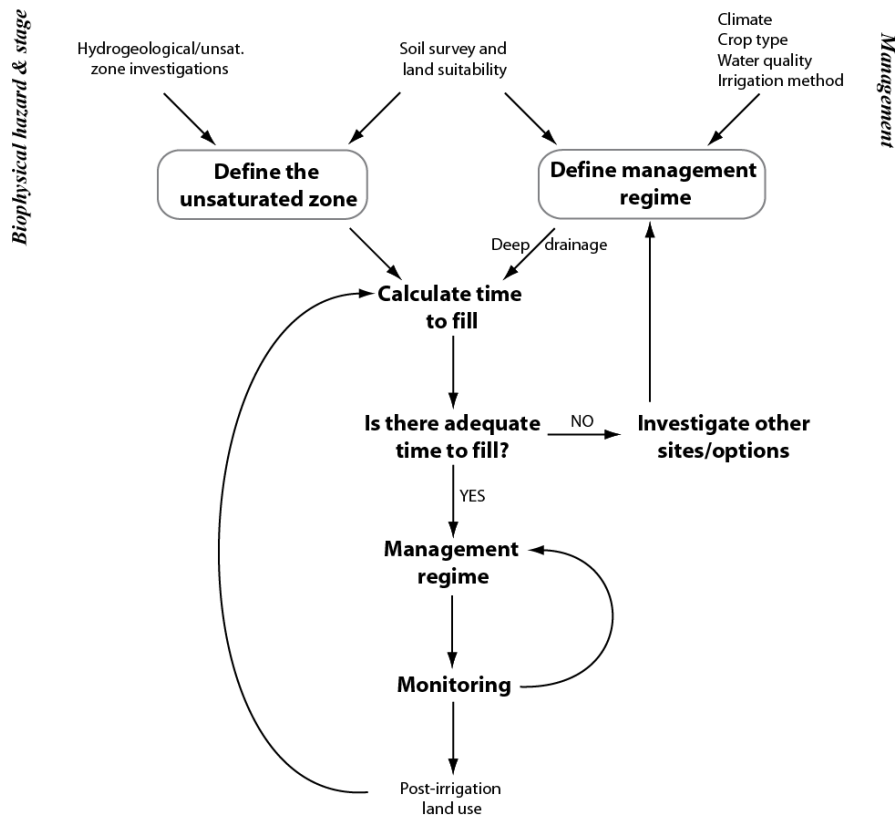 Biophysical hazard & stage
Hydrogeological/unsat.
zone investigations
Soil survey and
land suitability
Climate
Crop type
Water quality
Irrigation method
Management
Define the
unsaturated zone
Define management
regime
Deep drainage
Calculate time
to fill
Is there adequate
time to fill?
NO
Investigate other
sites/options
YES
Management
regime
Monitoring
Post-irrigation
land use